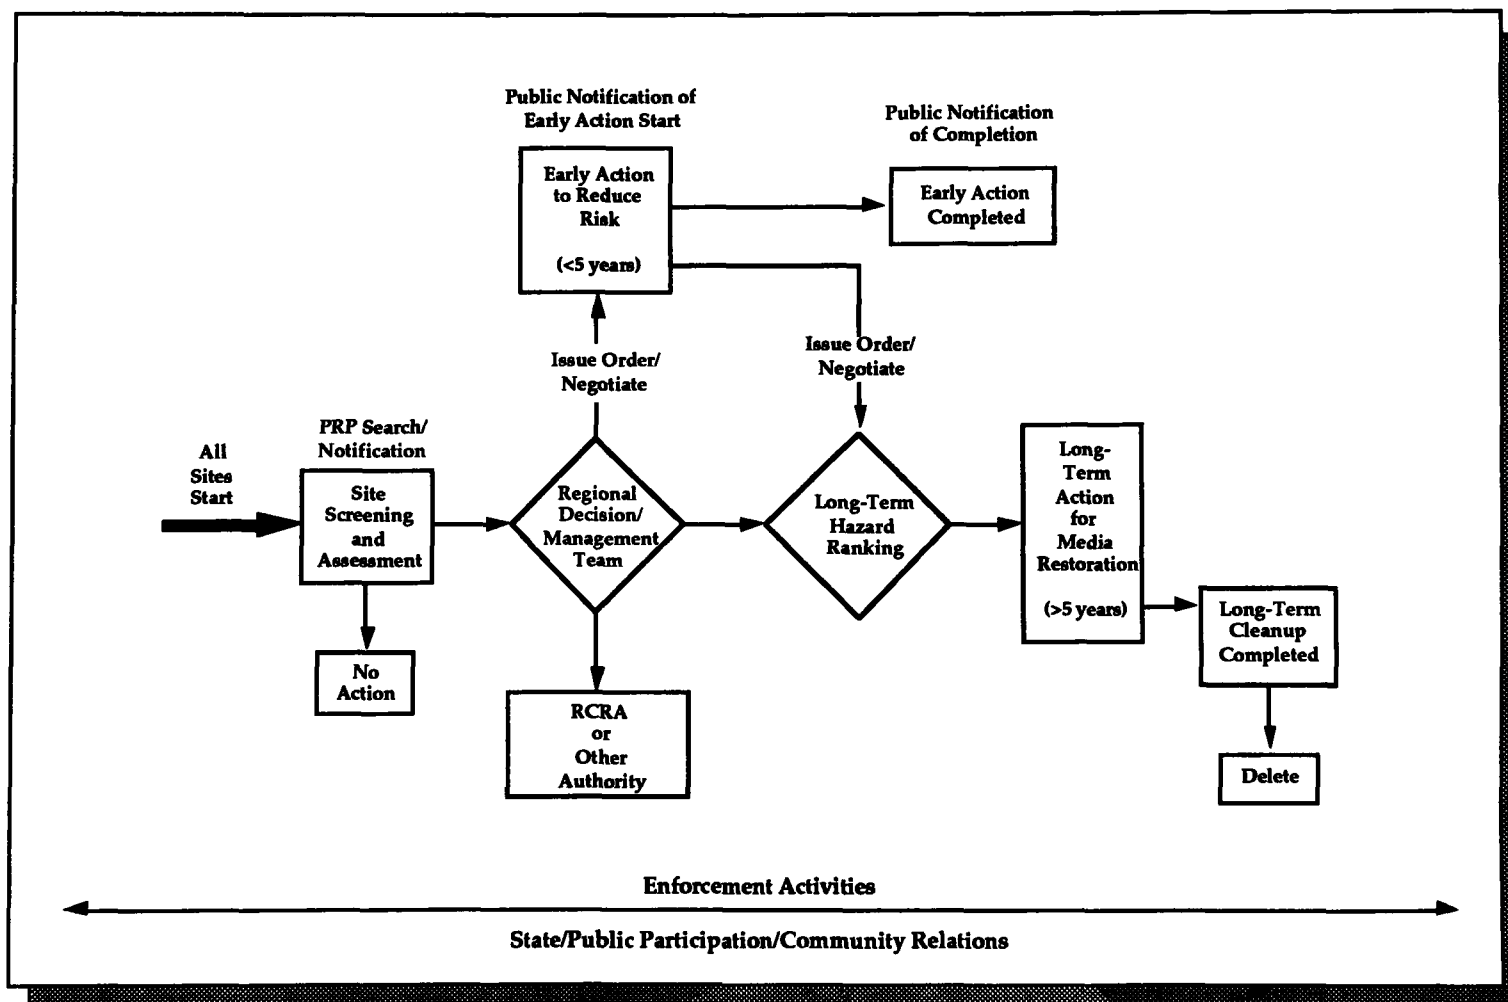 Public Notification of
Early Action Start
Public Notification
of Completion
Early Action
to Reduce
Risk
(<5 years)
Early Action
Completed
Issue Order/
Negotiate
Issue Order/
Negotiate
All
Sites
Start
PRP Search/
Notification
Site
Screening
and
Assessment
Regional
Decision/
Management
Team
Long-Term
Hazard
Ranking
Long-
Term
Action
for
Media
Restoration
(>5 years)
Long-Term
Cleanup
Completed
No
Action
RCRA
or
Other
Authority
Delete
Enforcement Activities
State/Public Participation/Community Relations